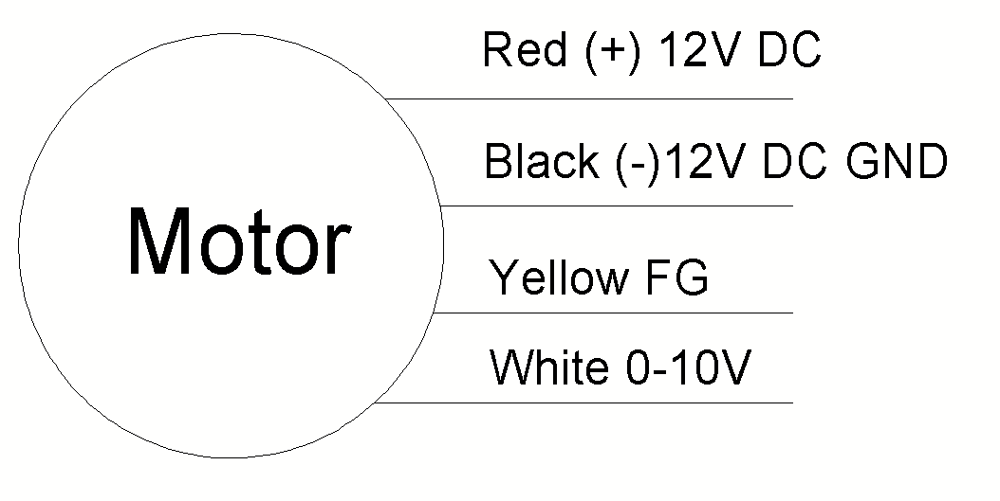 Red (+) 12V DC
Black (-)12V DC GND
Motor
Yellow FG
White 0-10V